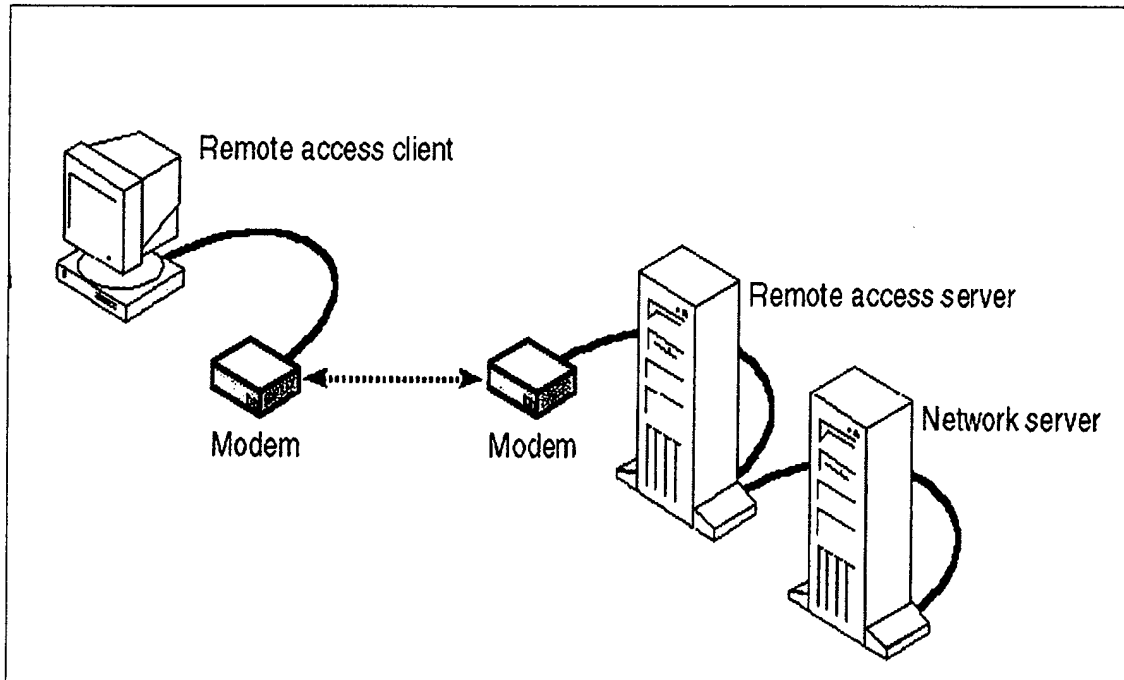 Remote access client
Remote access server
Network server
Modem
Modem